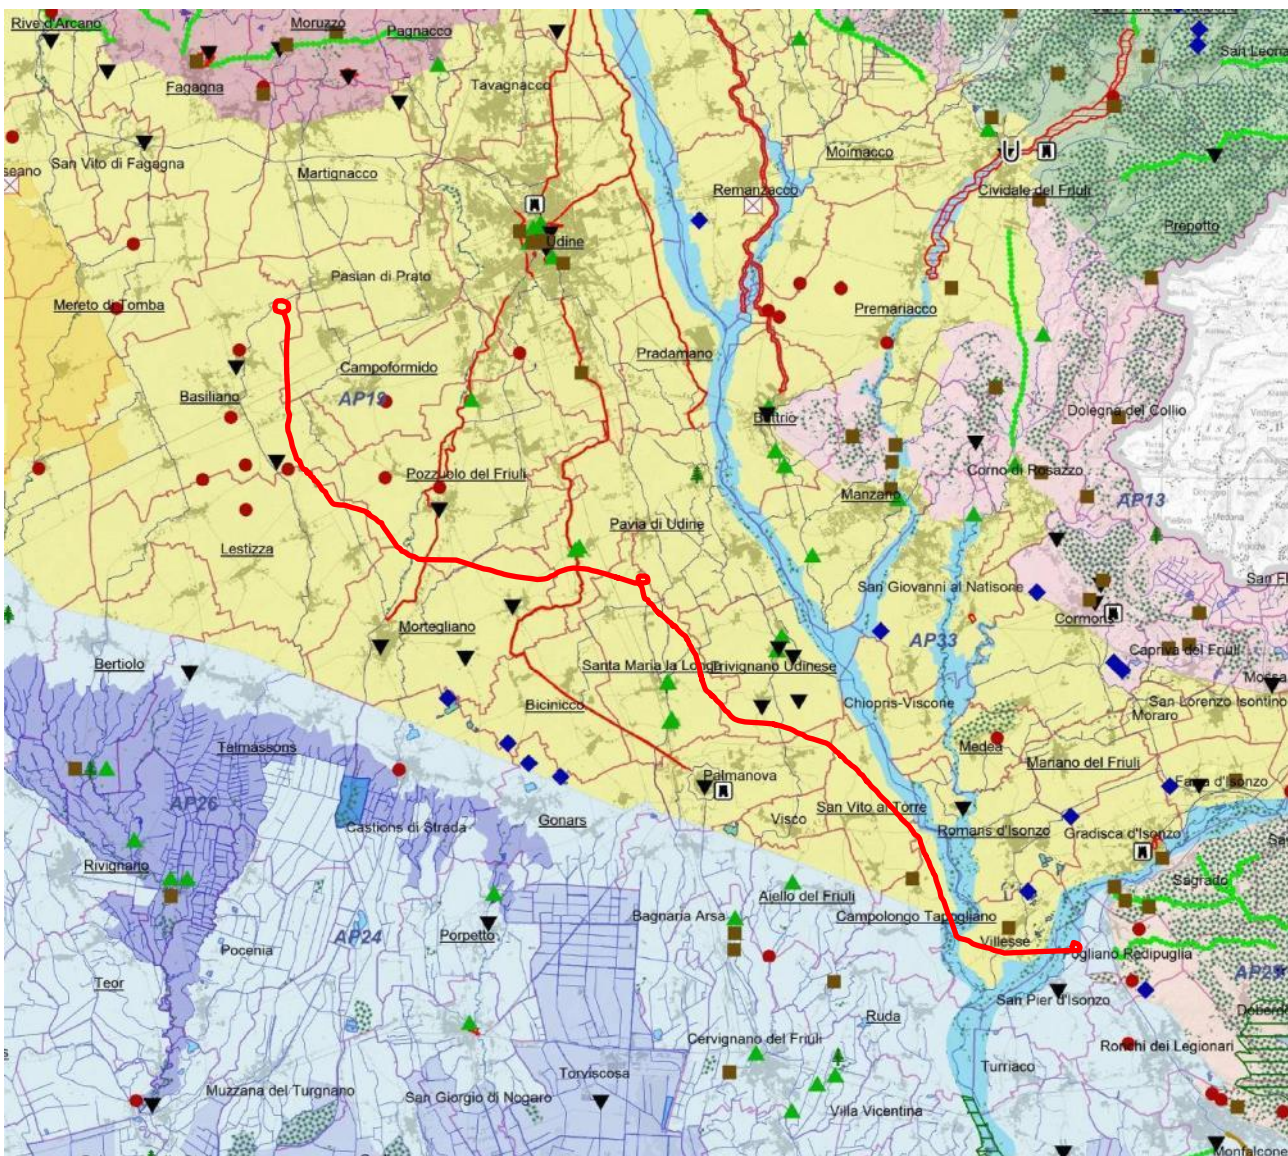 Rive d'Arcano
Moruzzo
Pagnacco
San Leona
Fagagna
Tavagnacco
San Vito di Fagagna
Martignacco
Moimacco
seano
Remanzacco
Cividale del Friuli
Prepotto
Udine
Pasian di Prato
Mereto di Tomba
Premariacco
Pradamano
Campoformido
Basiliano
AP19
Buttrio
Dolegna del Collio
Pozzuolo del Friuli
Corno di Rosazzo
Manzano
AP13
Pavia di Udine
Lestizza
San Giovanni al Natisone
San Fl
Mortegliano
Cormons
AP33
Capriva del Friuli
Bertiolo
Santa Maria la Longa
Trivignano Udinese
Mossa
Bicinicco
Chiopris-Viscone
San Lorenzo Isontino
Moraro
Talmassons
Medea
Mariano del Friuli
Palmanova
Farra d'Isonzo
AP26
San Vito al Torre
Castions di Strada
Gonars
Visco
Romans d'Isonzo
Gradisca d'Isonzo
Rivignano
Sagrado
Aiello del Friuli
Bagnaria Arsa
Campolongo Tapogliano
AP24
Porpetto
Villesse
Pocenia
Fogliano Redipuglia
Teor
San Pier d'Isonzo
Ruda
Cervignano del Friuli
Ronchi dei Legionari
Turriaco
Torviscosa
Muzzana del Turgnano
San Giorgio di Nogaro
Villa Vicentina
Monfalcone